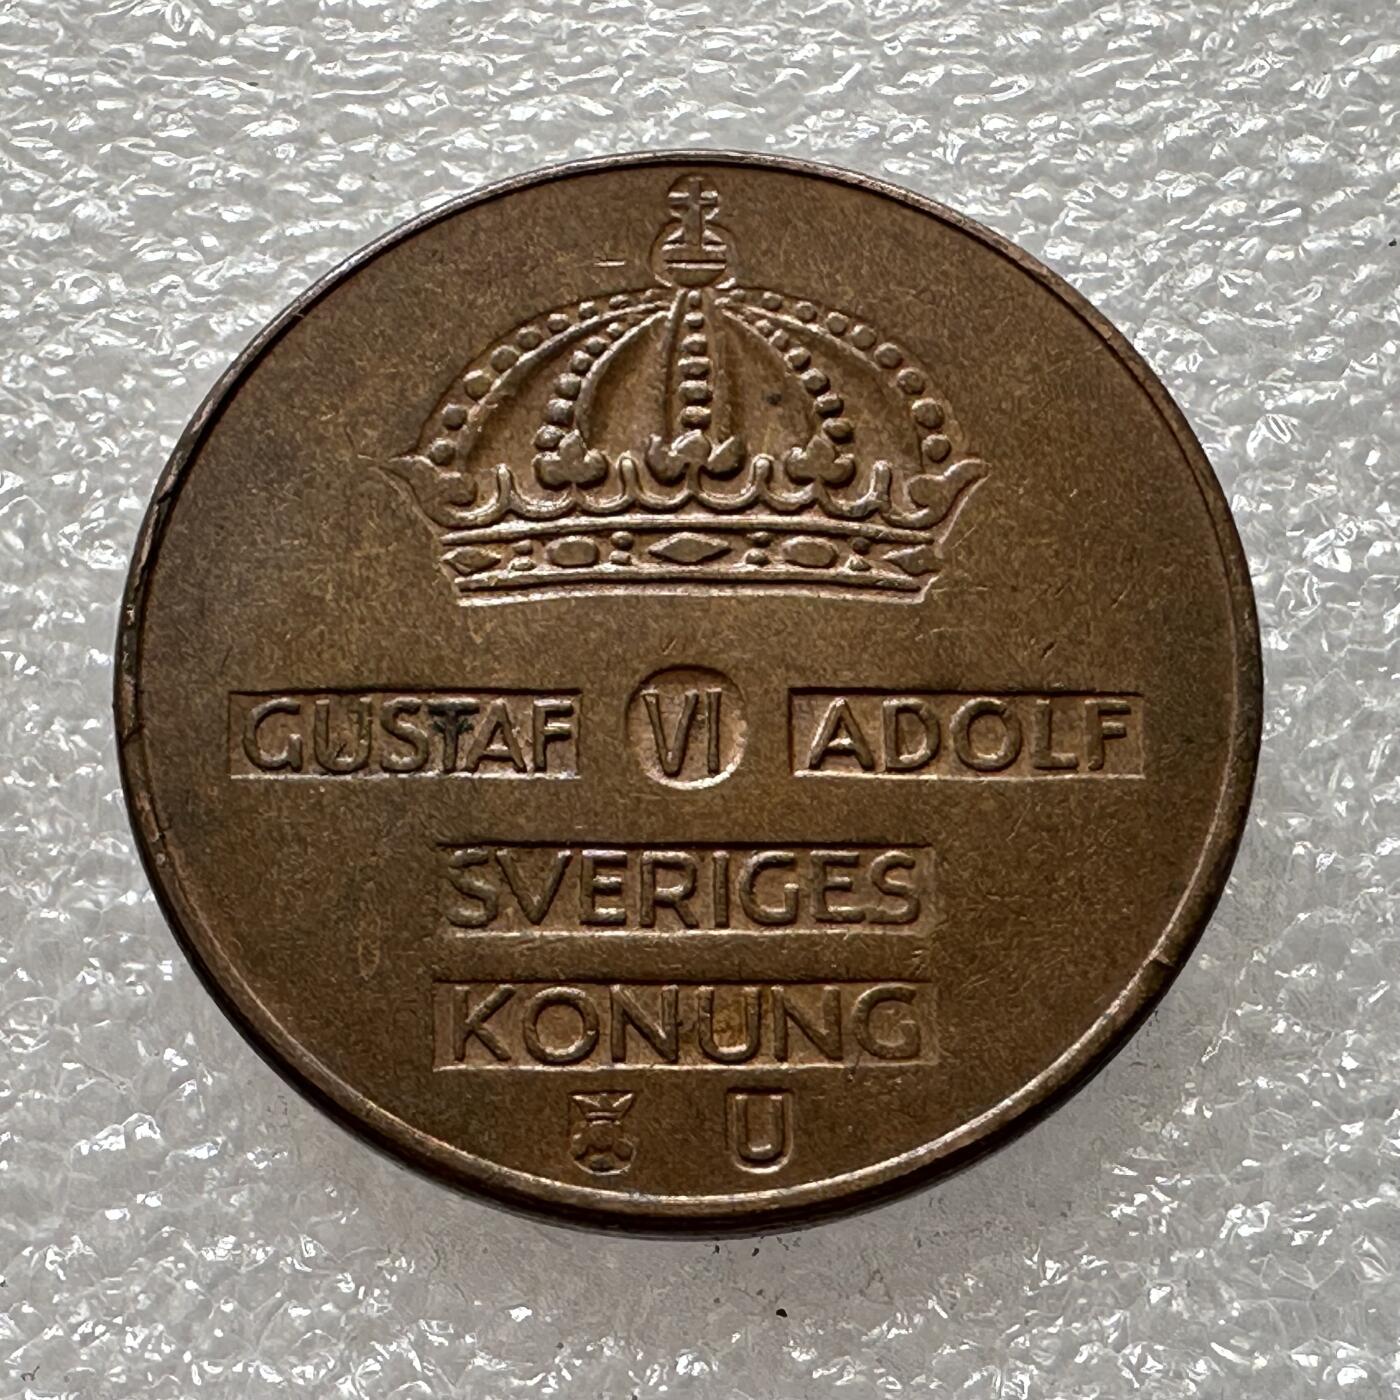 GUSTAF VI ADOLF
SVERIGES
KONUNG
U